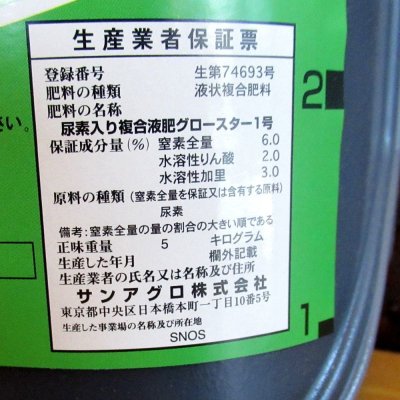 生産業者保証票
登録番号 生第74693号
肥料の種類 液状複合肥料
肥料の名称
尿素入り複合液肥グロースター1号
保証成分量(%) 窒素全量 6.0
水溶性りん酸 2.0
水溶性加里 3.0
原料の種類 (窒素全量を保証又は含有する原料)
尿素
備考:窒素全量の量の割合の大きい順である
正味重量 5 キログラム
生産した年月 欄外記載
生産業者の氏名又は名称及び住所
サンアグロ株式会社
東京都中央区日本橋本町一丁目10番5号
生産した事業場の名称及び所在地
SNOS
さい。
2
1